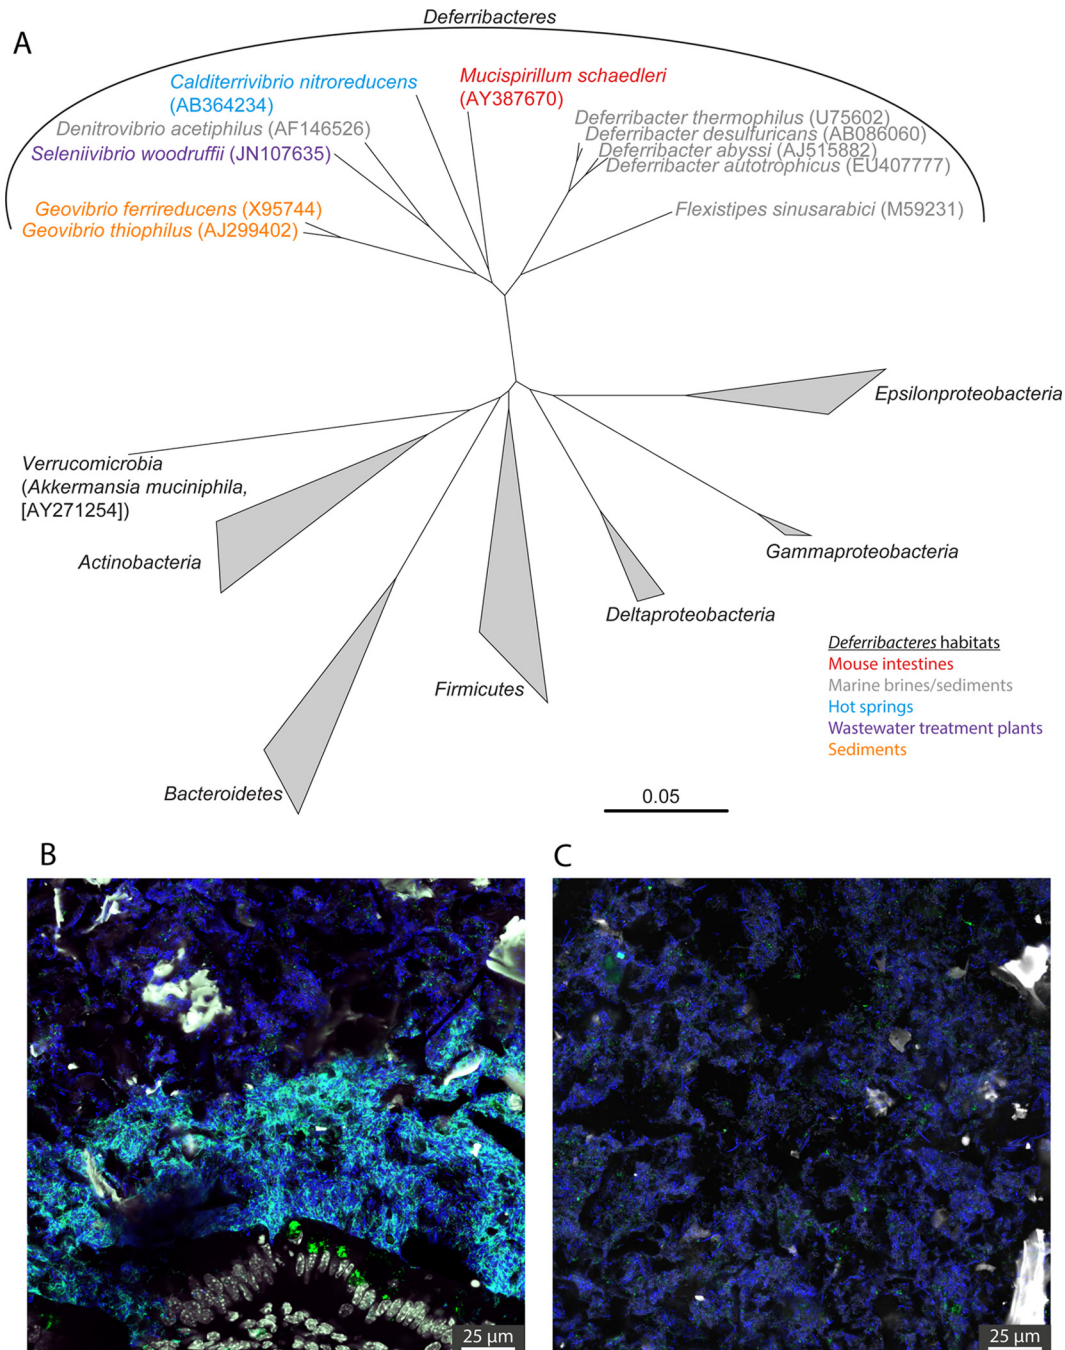 Deferribacteres
A
Calditerrivibrio nitroreducens
(AB364234)
Mucispirillum schaedleri
(AY387670)
Denitrovibrio acetiphilus (AF146526)
Seleniivibrio woodruffii (JN107635)
Deferribacter thermophilus (U75602)
Deferribacter desulfuricans (AB086060)
Deferribacter abyssi (AJ515882)
Deferribacter autotrophicus (EU407777)
Geovibrio ferrireducens (X95744)
Geovibrio thiophilus (AJ299402)
Flexistipes sinusarabici (M59231)
Epsilonproteobacteria
Verrucomicrobia
(Akkermansia muciniphila,
[AY271254])
Actinobacteria
Gammaproteobacteria
Deltaproteobacteria
Firmicutes
Bacteroidetes
Deferribacteres habitats
Mouse intestines
Marine brines/sediments
Hot springs
Wastewater treatment plants
Sediments
0.05
B
C
25 µm
25 µm